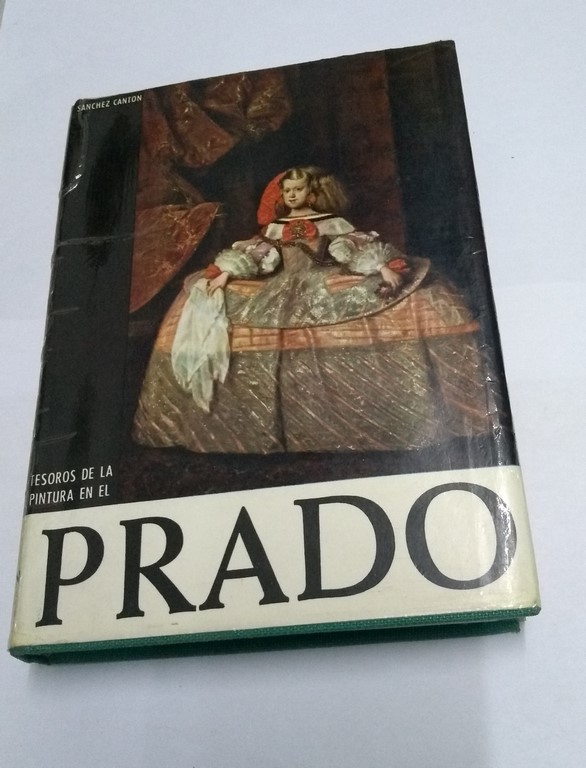 SANCHEZ CANTON
TESOROS DE LA
PINTURA EN EL
PRADO